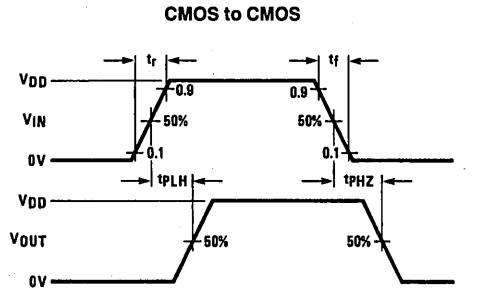 CMOS to CMOS
tr tf
VDD
0.9 0.9
VIN 50% 50%
0V 0.1 0.1
tPLH tPHZ
VDD
VOUT 50% 50%
0V